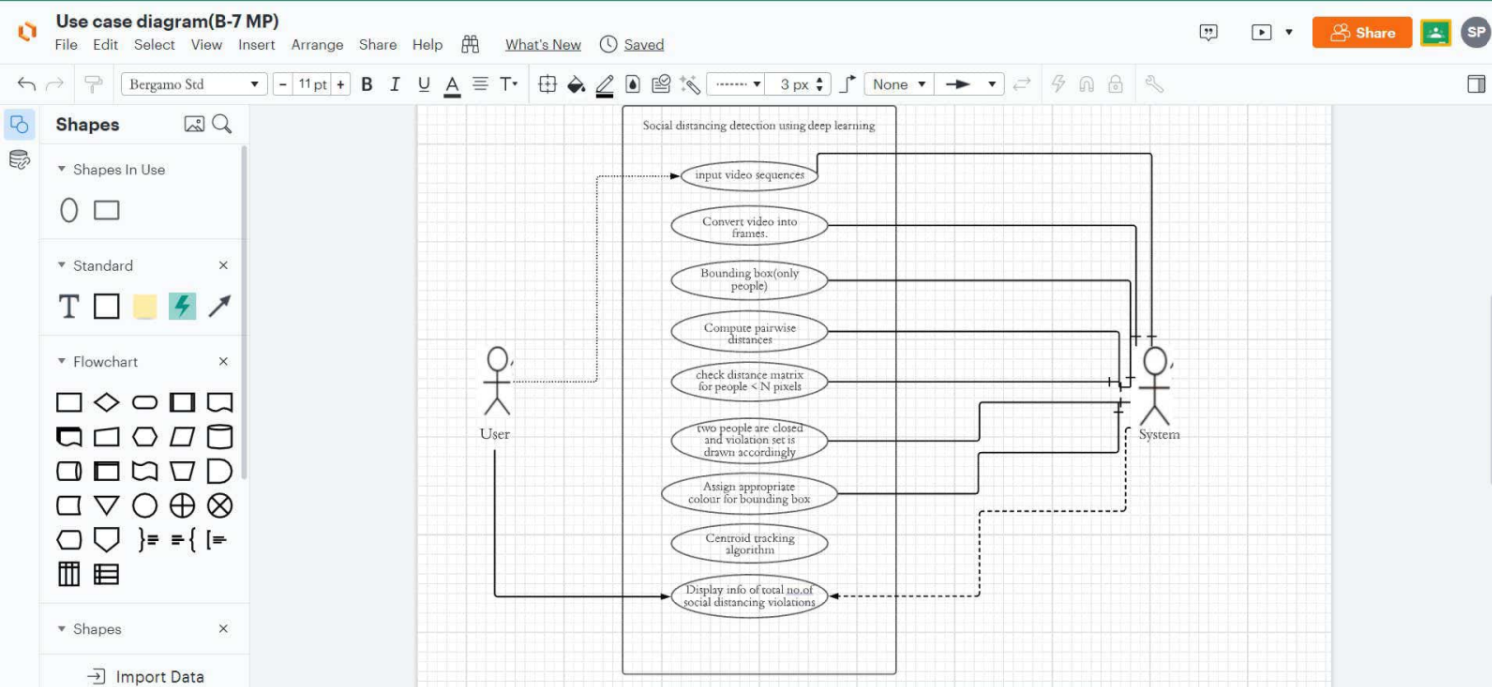 Use case diagram(B-7 MP)
File Edit Select View Insert Arrange Share Help What's New Saved
Share
SP
Bergamo Std
- 11 pt + B I U A T
3 px
None
Shapes
Shapes In Use
Standard
T
Flowchart
Shapes
Import Data
Social distancing detection using deep learning
input video sequences
Convert video into
frames.
Bounding box(only
people)
Compute pairwise
distances
check distance matrix
for people < N pixels
two people are closed
and violation set is
drawn accordingly
Assign appropriate
colour for bounding box
Centroid tracking
algorithm
Display info of total no.of
social distancing violations
User
System